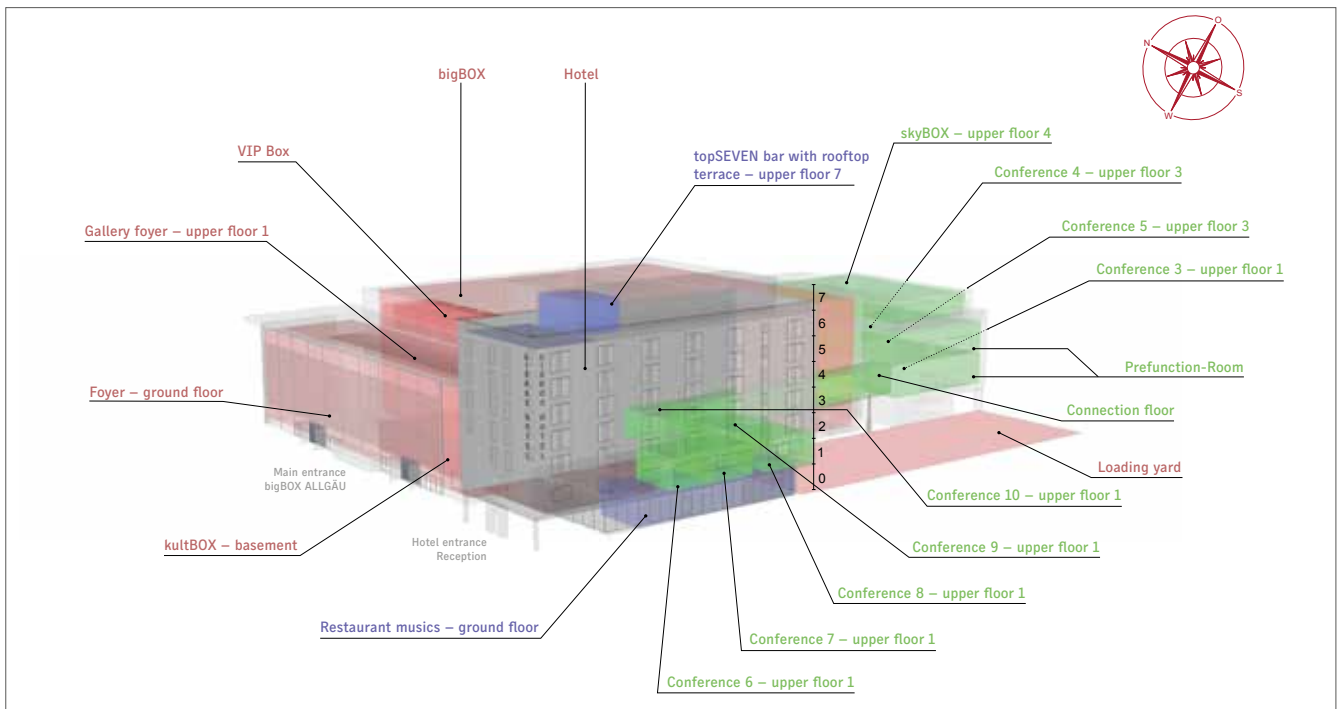 O
N
S
W
bigBOX
Hotel
skyBOX – upper floor 4
VIP Box
topSEVEN bar with rooftop
terrace – upper floor 7
Conference 4 – upper floor 3
Gallery foyer – upper floor 1
Conference 5 – upper floor 3
Conference 3 – upper floor 1
7
6
5
4
3
2
1
0
Prefunction-Room
Foyer – ground floor
Connection floor
Main entrance
bigBOX ALLGÄU
Loading yard
Conference 10 – upper floor 1
kultBOX – basement
Hotel entrance
Reception
Conference 9 – upper floor 1
Conference 8 – upper floor 1
Restaurant musics – ground floor
Conference 7 – upper floor 1
Conference 6 – upper floor 1